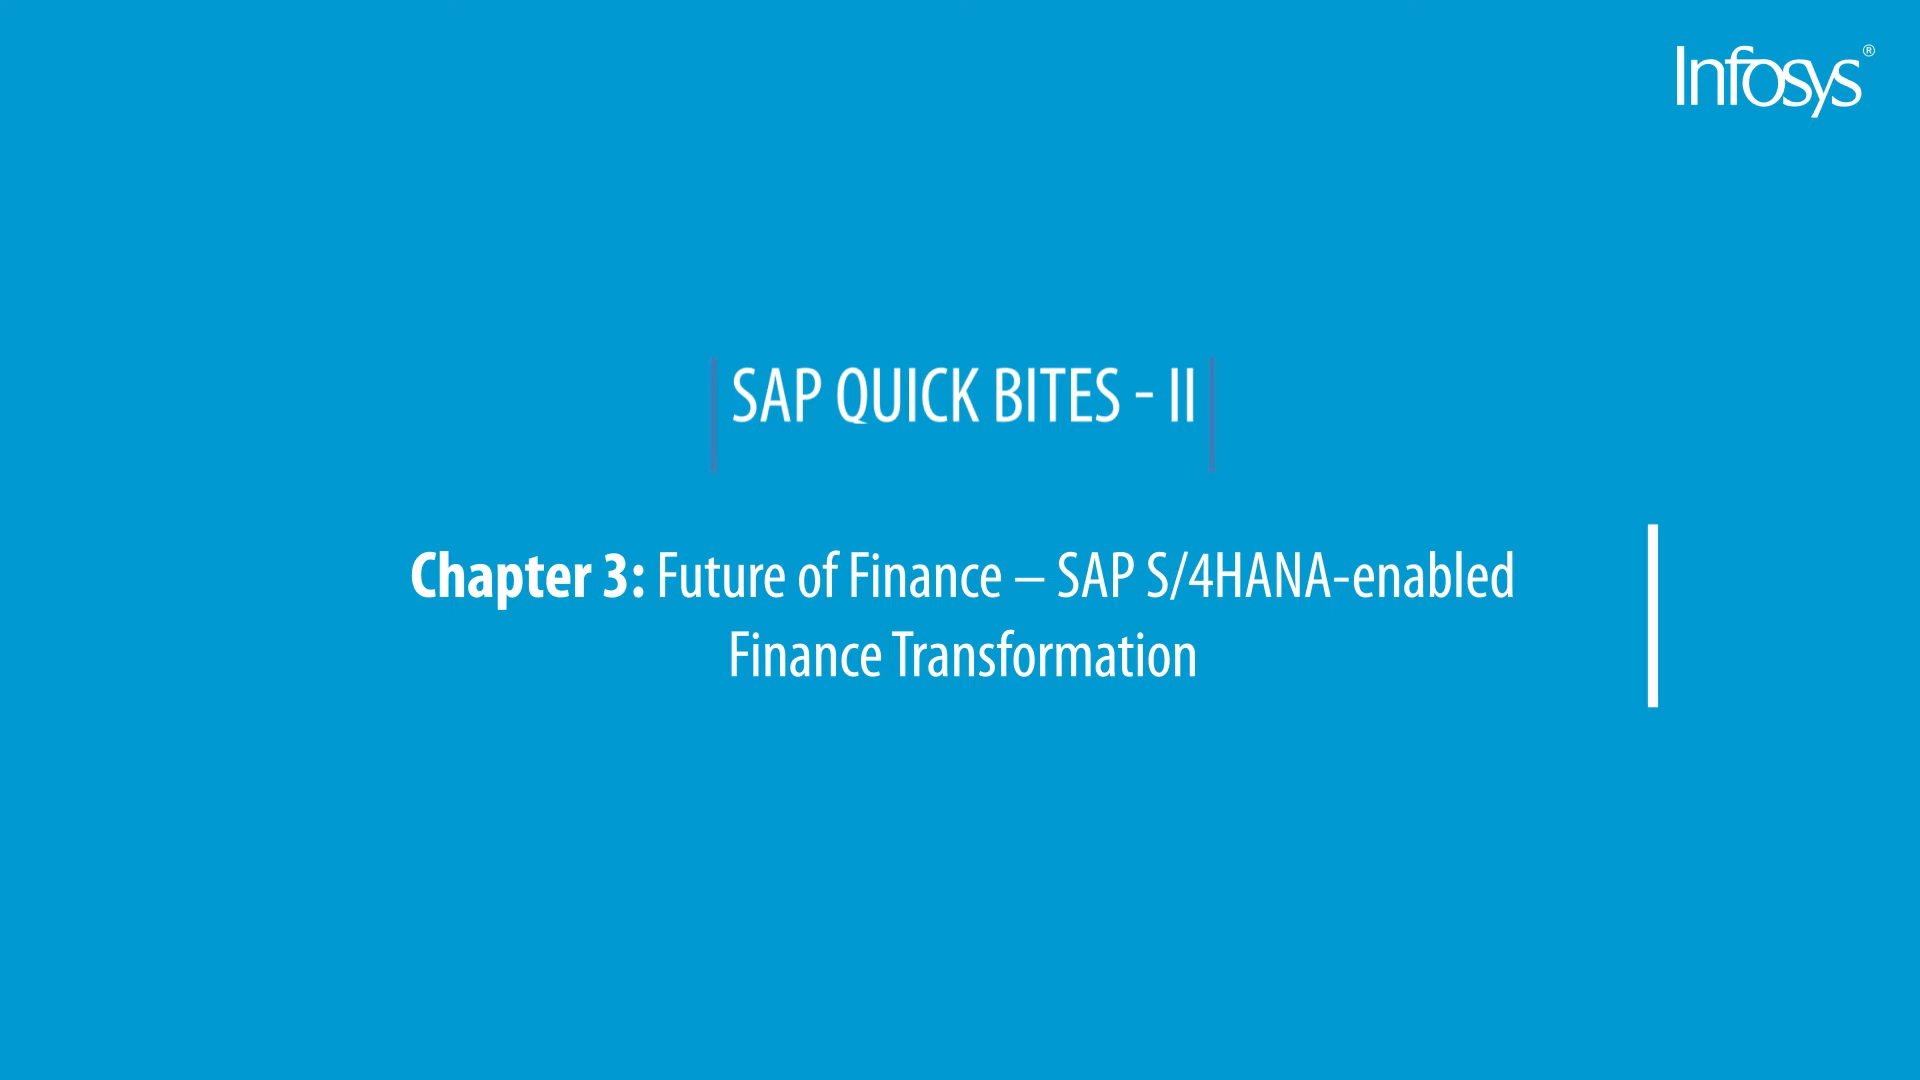 Infosys®
SAP QUICK BITES - II
Chapter 3: Future of Finance – SAP S/4HANA-enabled
Finance Transformation